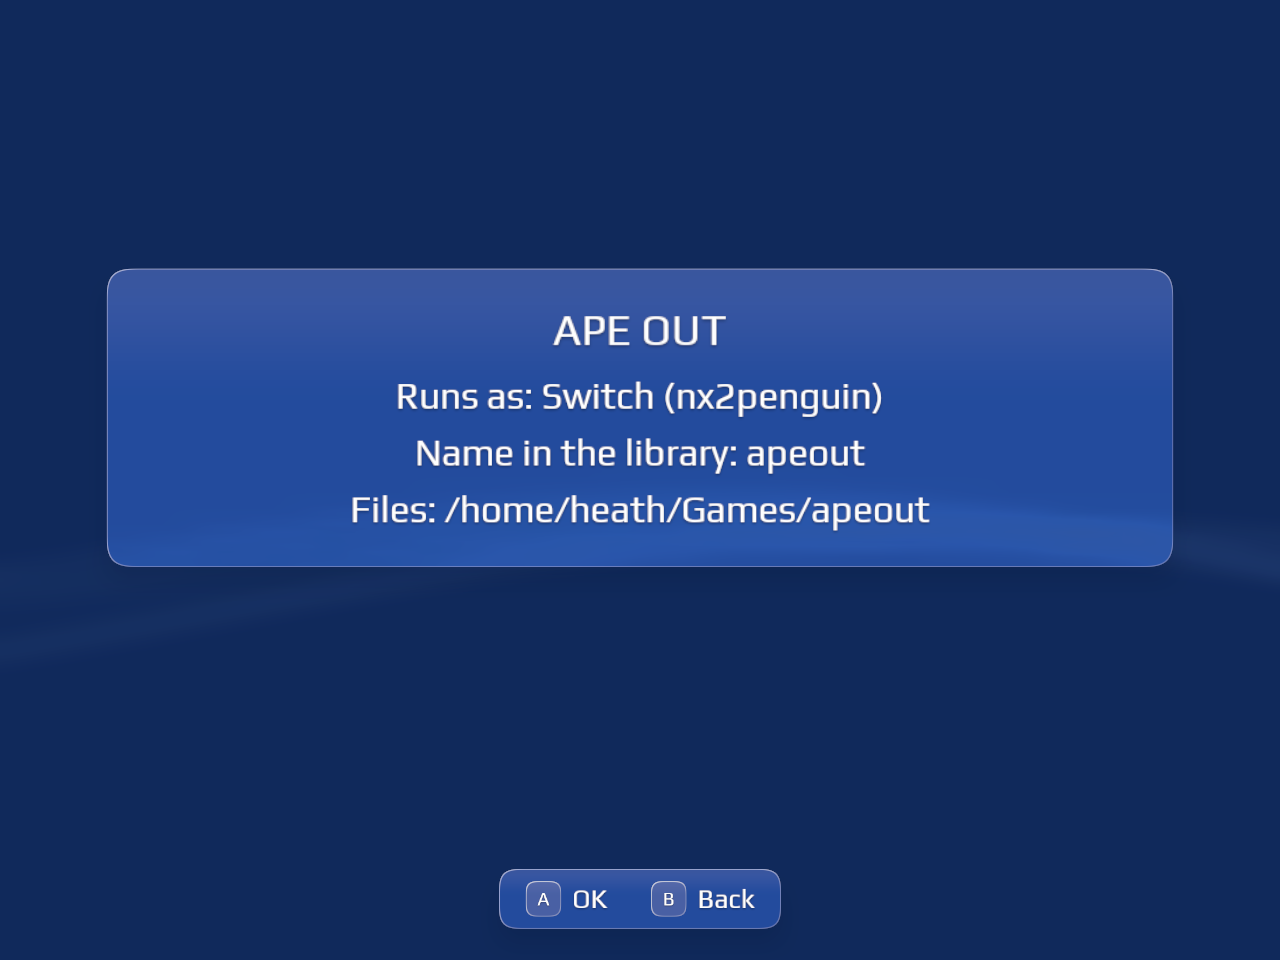 APE OUT
Runs as: Switch (nx2penguin)
Name in the library: apeout
Files: /home/heath/Games/apeout
A OK B Back